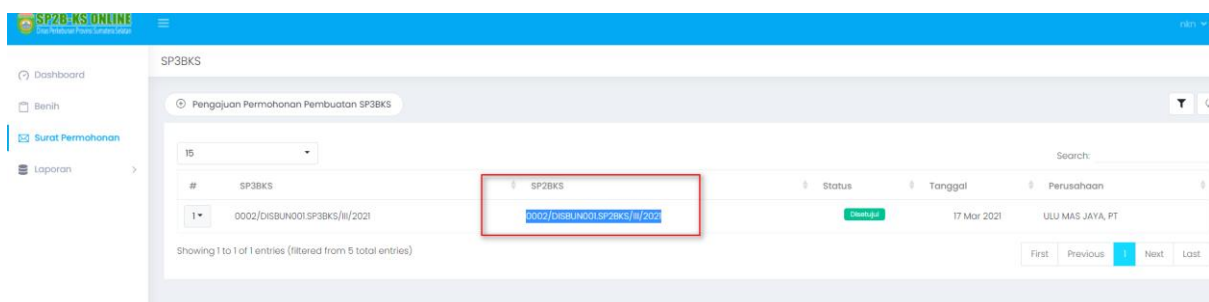 SP2B-KS ONLINE
Dinas Perkebunan Provinsi Sumatera Selatan
nkn
SP3BKS
Dashboard
Benih
Surat Permohonan
Laporan
Pengajuan Permohonan Pembuatan SP3BKS
15
Search:
# SP3BKS SP2BKS Status Tanggal Perusahaan
1 0002/DISBUN001.SP3BKS/III/2021 0002/DISBUN001.SP2BKS/III/2021 Disetujui 17 Mar 2021 ULU MAS JAYA, PT
Showing 1 to 1 of 1 entries (filtered from 5 total entries)
First Previous 1 Next Last